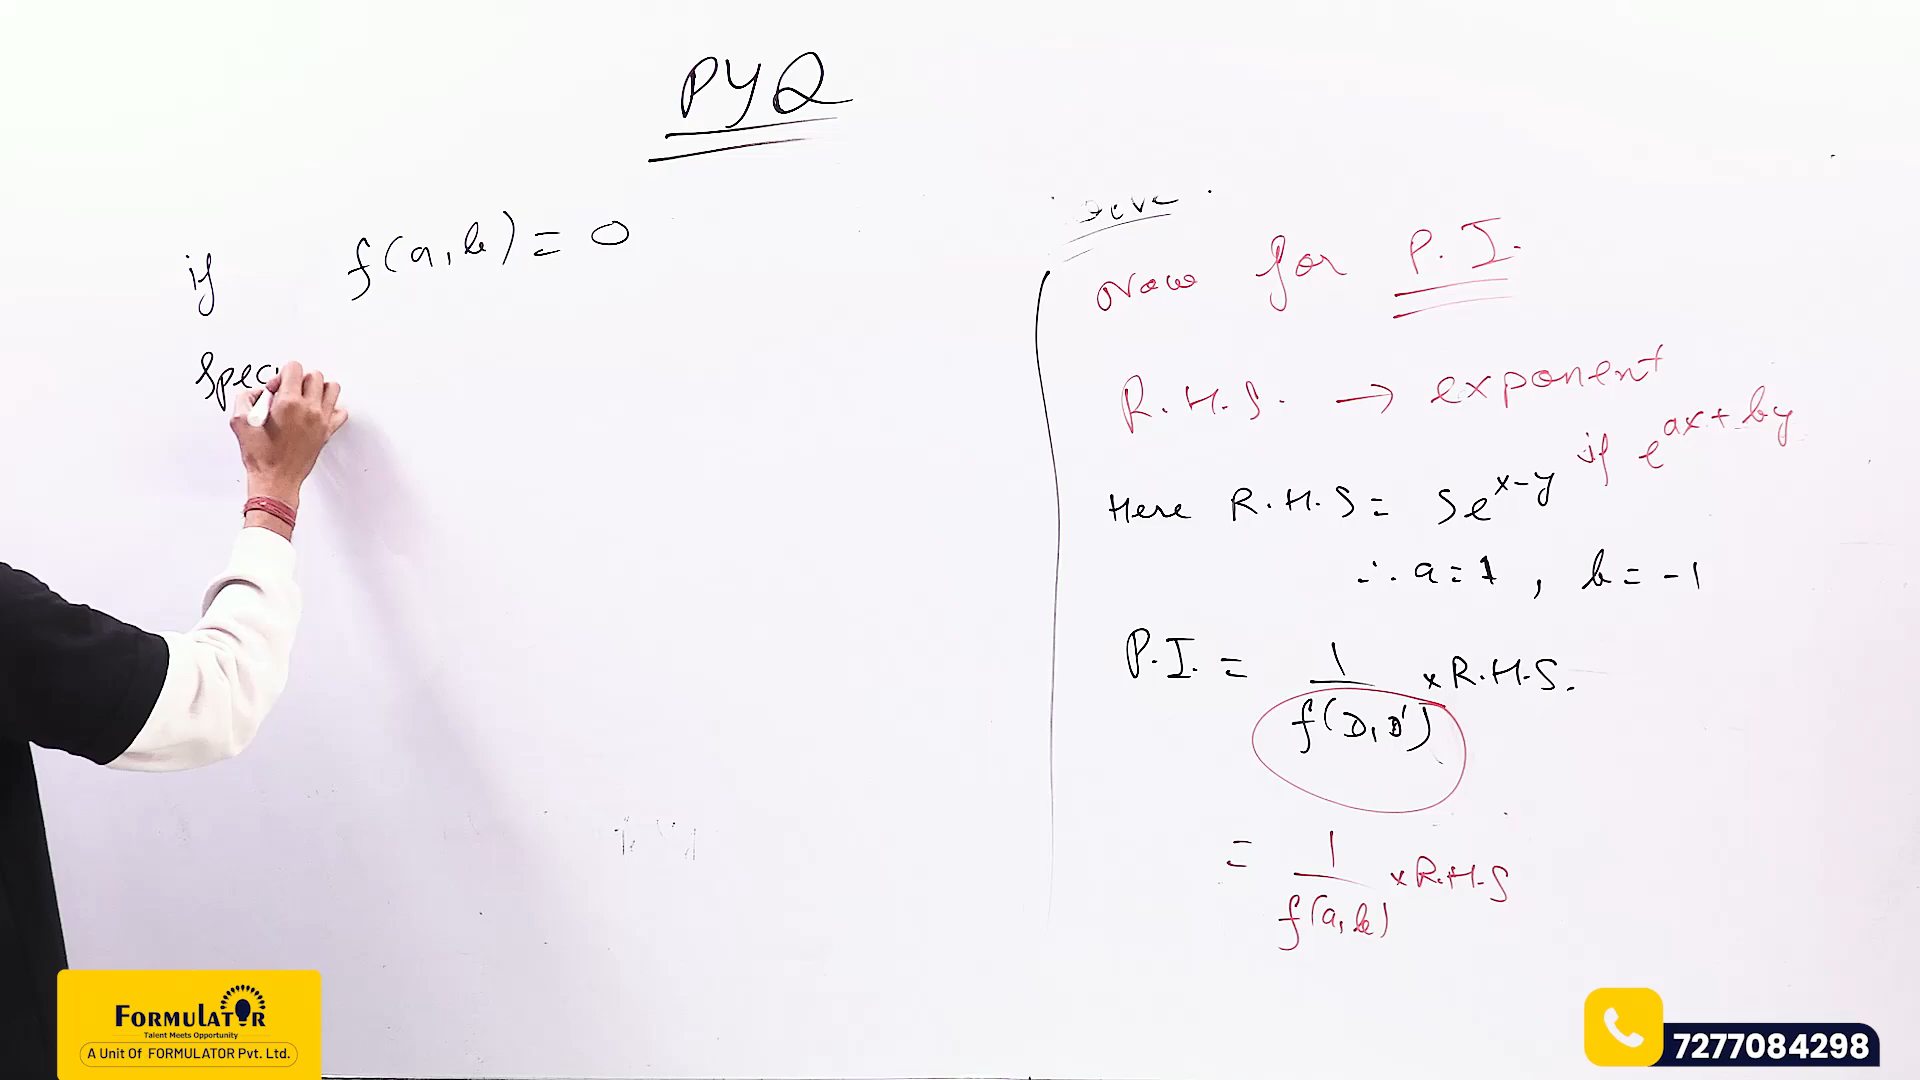 PYQ
if f(a,b) = 0
Spec
Now for P.I.
R.H.S. → exponent
if e^{ax+by}
Here R.H.S = 5e^{x-y}
∴ a=1 , b = -1
P.I. = 1/f(D,D') x R.H.S.
= 1/f(a,b) x R.H.S
FORMULATOR
Talent Meets Opportunity
A Unit Of FORMULATOR Pvt. Ltd.
7277084298